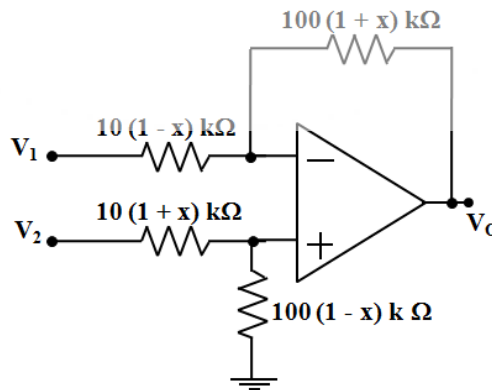 100 (1 + x) kΩ
10 (1 - x) kΩ
V₁
10 (1 + x) kΩ
V₂
V₀
100 (1 - x) k Ω